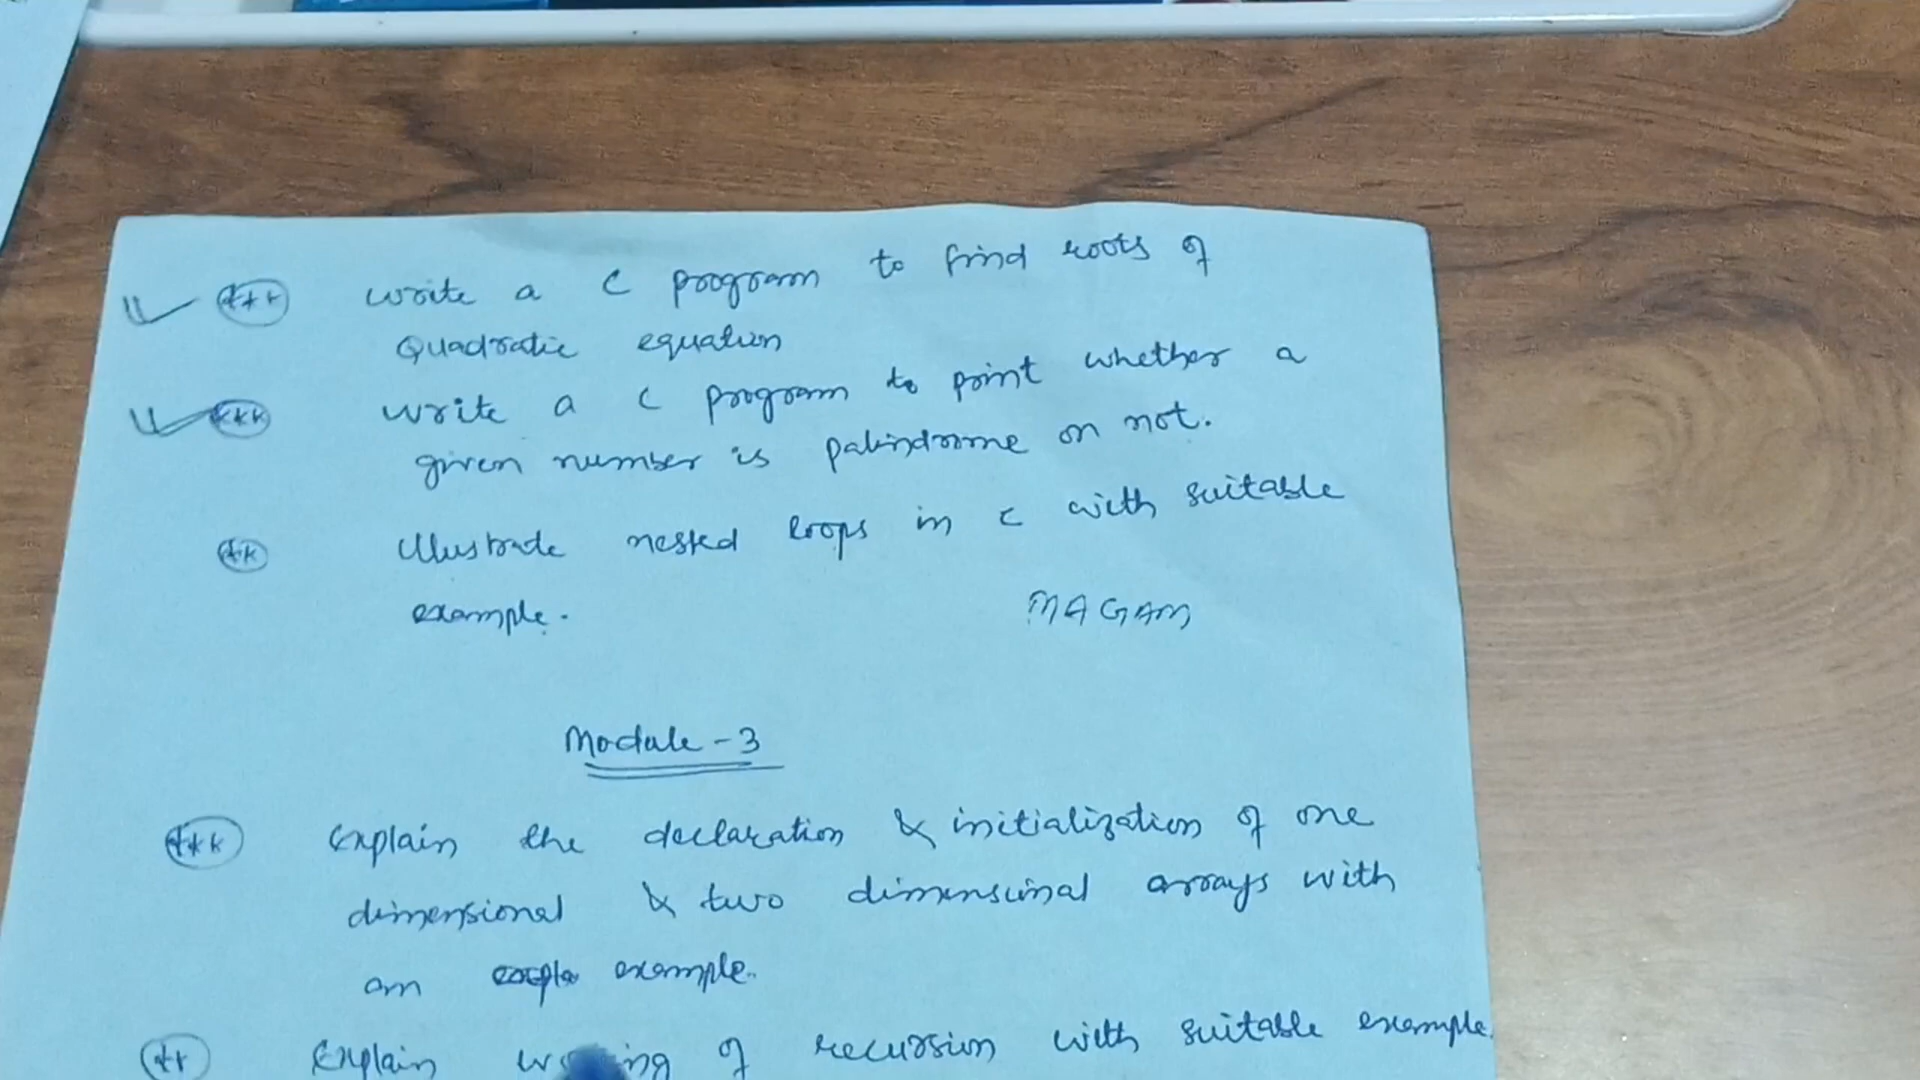 *** write a C program to find roots of
Quadratic equation
*** write a C program to print whether a
given number is palindrome or not.
** illustrate nested loops in C with suitable
example.
MAGAM
Module - 3
*** Explain the declaration & initialization of one
dimensional & two dimensional arrays with
an example.
** Explain working of recursion with suitable example.